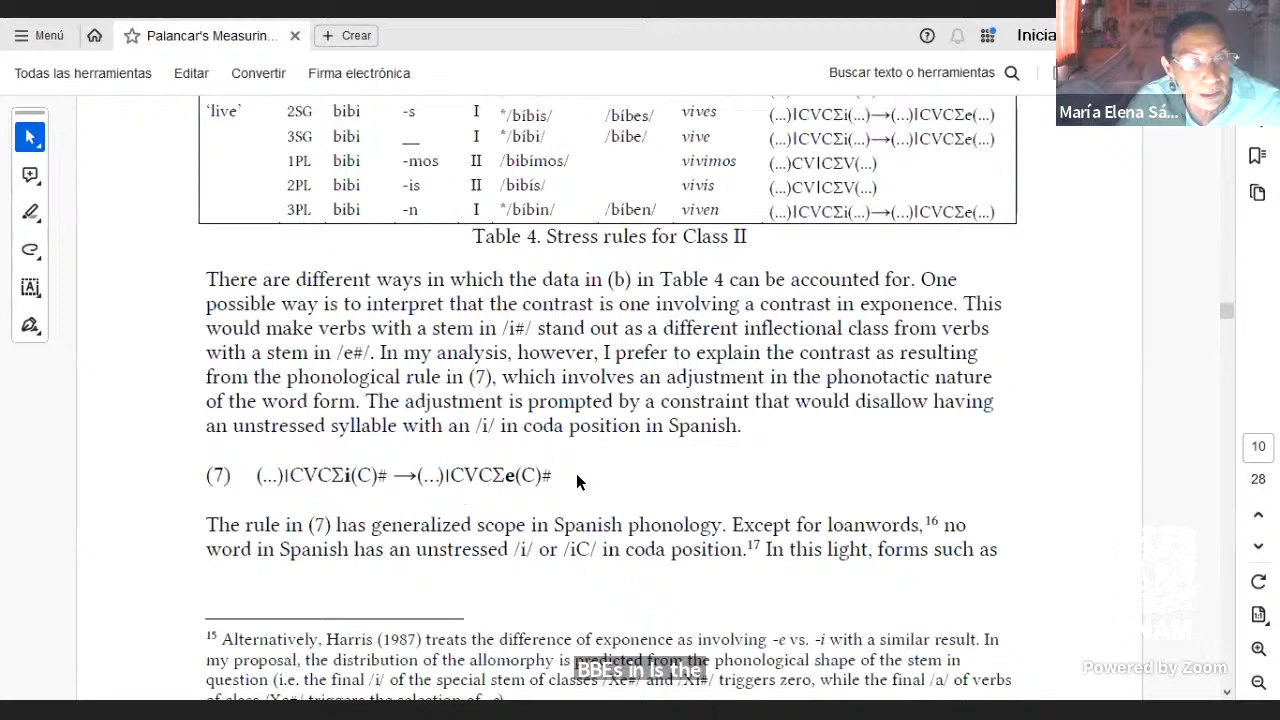 Menú
Palancar's Measurin...
Crear
Inicia
Todas las herramientas
Editar
Convertir
Firma electrónica
Buscar texto o herramientas
María Elena Sá...
'live' 2SG bibi -s I */bíbis/ /bíbes/ vives (...)ǀCVCΣi(...)→(...)ǀCVCΣe(...)
3SG bibi __ I */bíbi/ /bíbe/ vive (...)ǀCVCΣi(...)→(...)ǀCVCΣe(...)
1PL bibi -mos II /bibímos/ vivimos (...)CVǀCΣV(...)
2PL bibi -is II /bibís/ vivis (...)CVǀCΣV(...)
3PL bibi -n I */bíbin/ /bíben/ viven (...)ǀCVCΣi(...)→(...)ǀCVCΣe(...)
Table 4. Stress rules for Class II
There are different ways in which the data in (b) in Table 4 can be accounted for. One
possible way is to interpret that the contrast is one involving a contrast in exponence. This
would make verbs with a stem in /i#/ stand out as a different inflectional class from verbs
with a stem in /e#/. In my analysis, however, I prefer to explain the contrast as resulting
from the phonological rule in (7), which involves an adjustment in the phonotactic nature
of the word form. The adjustment is prompted by a constraint that would disallow having
an unstressed syllable with an /i/ in coda position in Spanish.
(7) (...)ǀCVCΣi(C)# →(...)ǀCVCΣe(C)#
The rule in (7) has generalized scope in Spanish phonology. Except for loanwords,16 no
word in Spanish has an unstressed /i/ or /iC/ in coda position.17 In this light, forms such as
15 Alternatively, Harris (1987) treats the difference of exponence as involving -e vs. -i with a similar result. In
my proposal, the distribution of the allomorphy is predicted from the phonological shape of the stem in
question (i.e. the final /i/ of the special stem of classes /Xe#/ and /Xi#/ triggers zero, while the final /a/ of verbs
BBEs in is the
10
28
Powered by Zoom